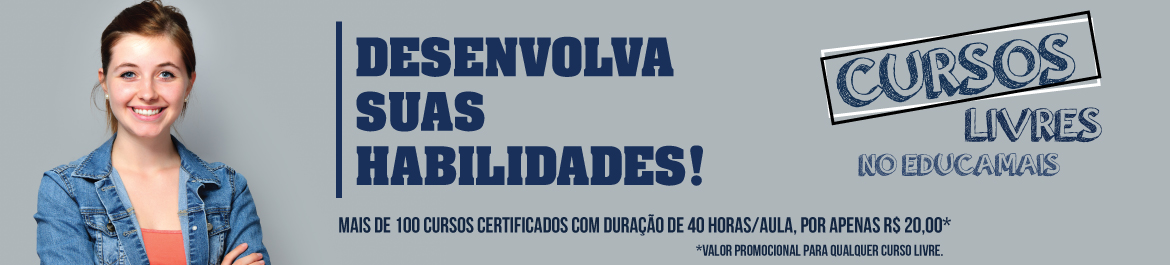 DESENVOLVA
SUAS
HABILIDADES!
MAIS DE 100 CURSOS CERTIFICADOS COM DURAÇÃO DE 40 HORAS/AULA, POR APENAS R$ 20,00*
*VALOR PROMOCIONAL PARA QUALQUER CURSO LIVRE.
CURSOS
LIVRES
NO EDUCAMAIS